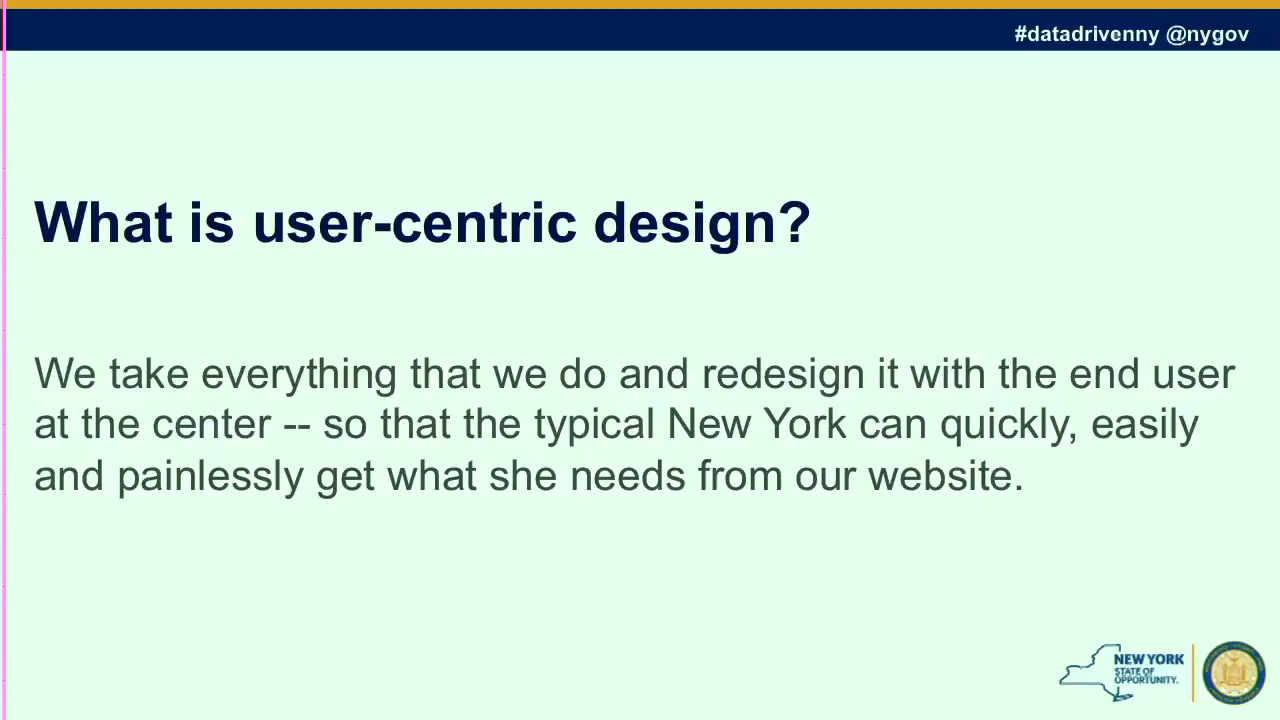 #datadrivenny @nygov
What is user-centric design?
We take everything that we do and redesign it with the end user
at the center -- so that the typical New York can quickly, easily
and painlessly get what she needs from our website.
NEW YORK
STATE OF
OPPORTUNITY.